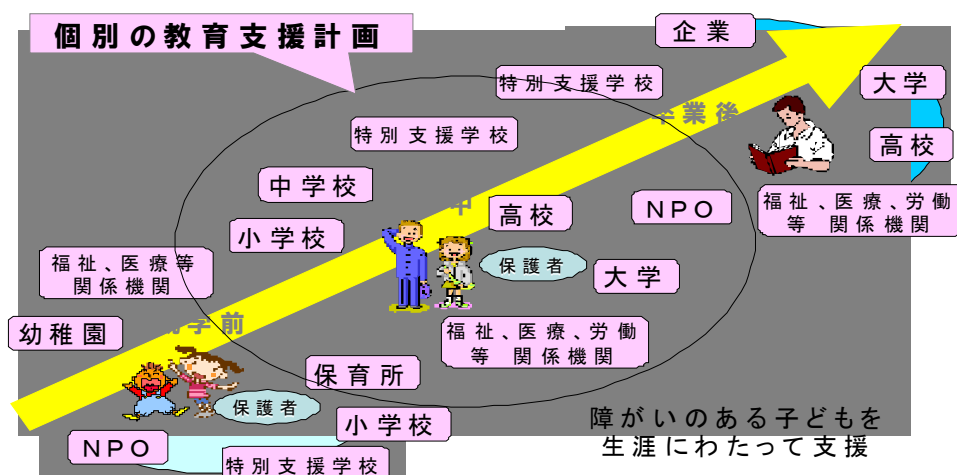 個別の教育支援計画
企業
特別支援学校
大学
卒業後
特別支援学校
高校
中学校
高校
NPO
福祉、医療、労働
等 関係機関
小学校
保護者
福祉、医療等
関係機関
大学
学前
幼稚園
福祉、医療、労働
等 関係機関
保育所
保護者
小学校
障がいのある子どもを
生涯にわたって支援
NPO
特別支援学校